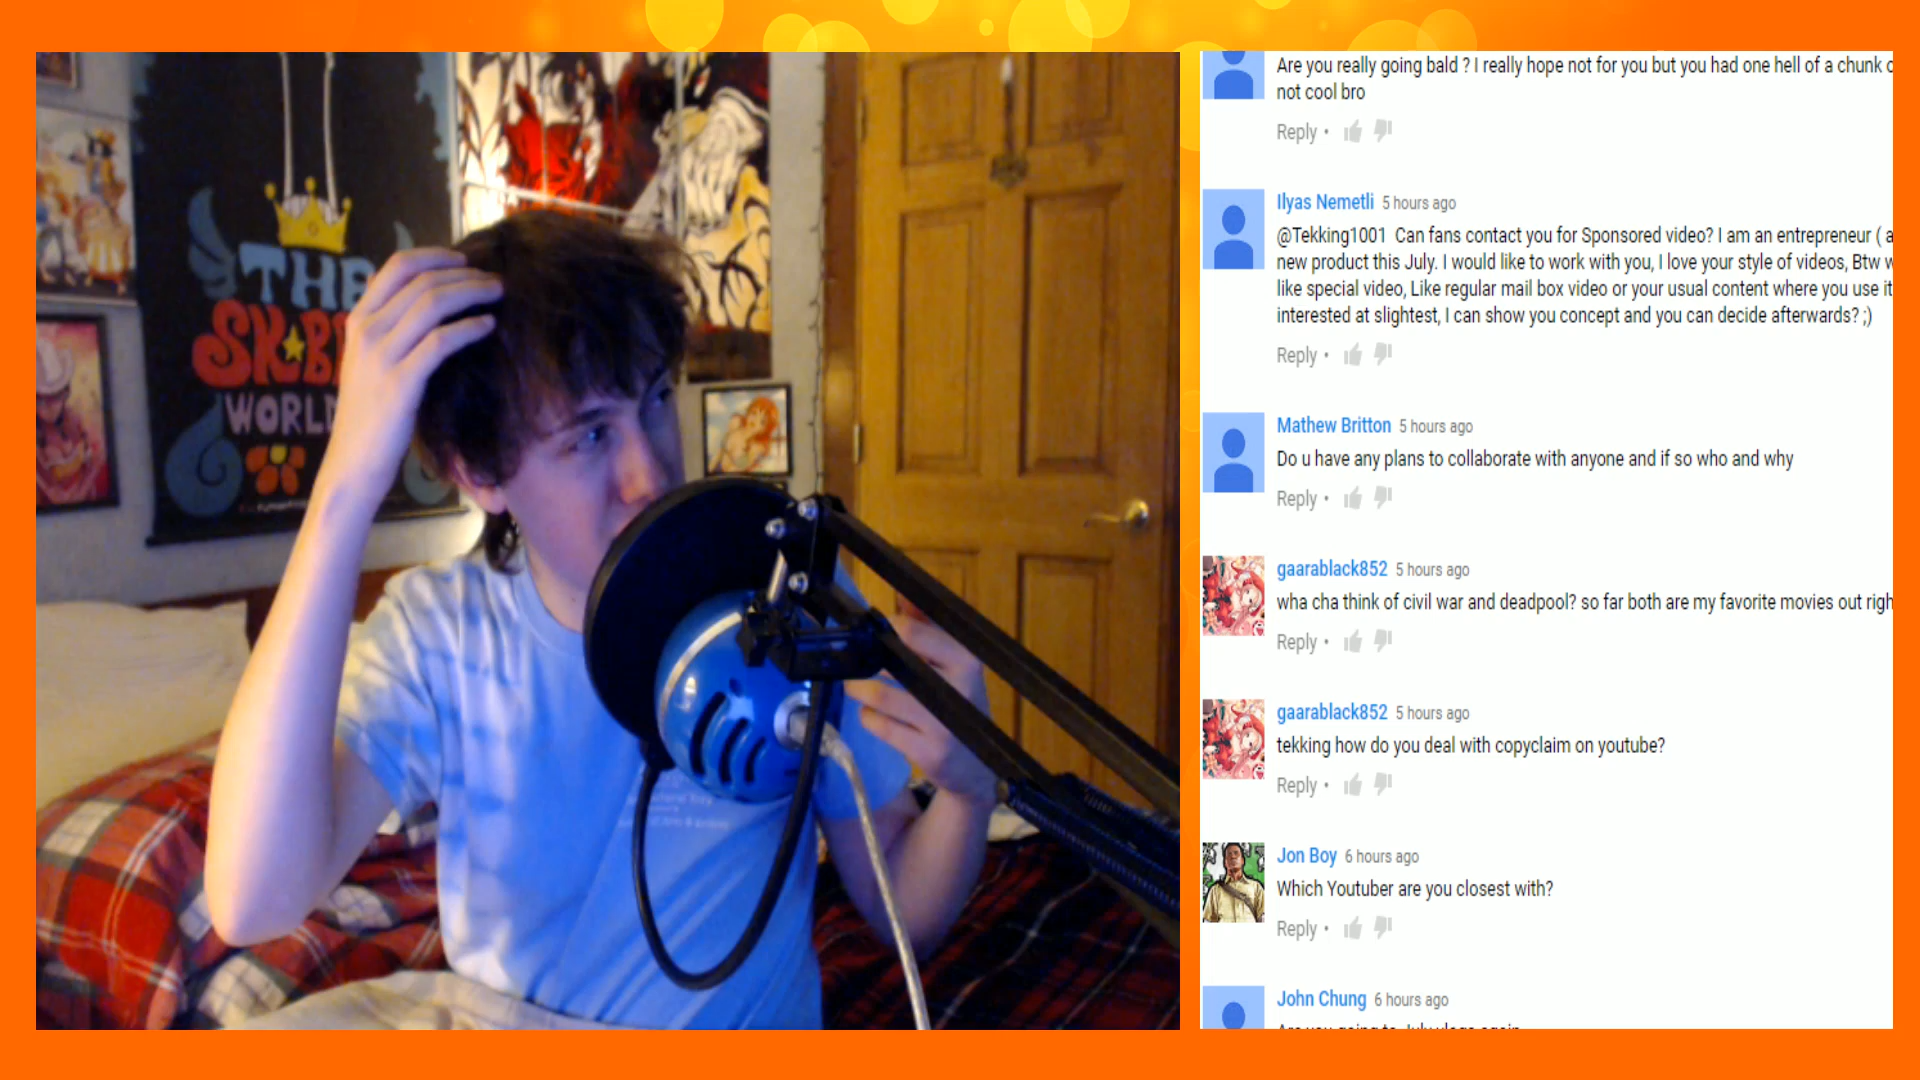 THE
WORLD
Are you really going bald ? I really hope not for you but you had one hell of a chunk
not cool bro
Reply •
Ilyas Nemetli 5 hours ago
@Tekking1001 Can fans contact you for Sponsored video? I am an entrepreneur ( a
new product this July. I would like to work with you, I love your style of videos, Btw w
like special video, Like regular mail box video or your usual content where you use it
interested at slightest, I can show you concept and you can decide afterwards? ;)
Reply •
Mathew Britton 5 hours ago
Do u have any plans to collaborate with anyone and if so who and why
Reply •
gaarablack852 5 hours ago
wha cha think of civil war and deadpool? so far both are my favorite movies out righ
Reply •
gaarablack852 5 hours ago
tekking how do you deal with copyclaim on youtube?
Reply •
Jon Boy 6 hours ago
Which Youtuber are you closest with?
Reply •
John Chung 6 hours ago